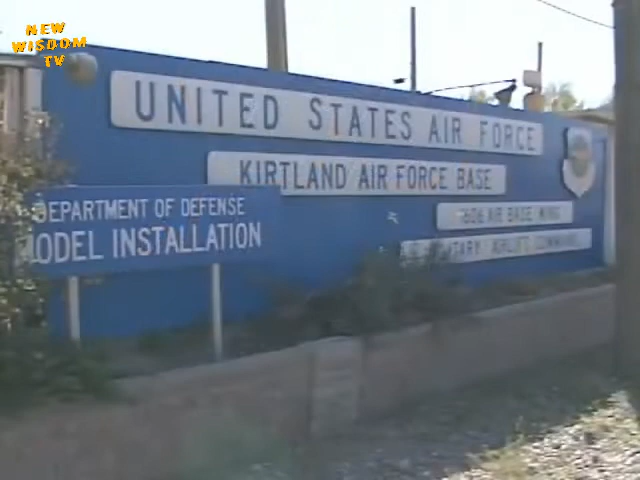 NEW
WISDOM
TV
UNITED STATES AIR FORCE
KIRTLAND AIR FORCE BASE
1606 AIR BASE WING
MILITARY AIRLIFT COMMAND
DEPARTMENT OF DEFENSE
MODEL INSTALLATION